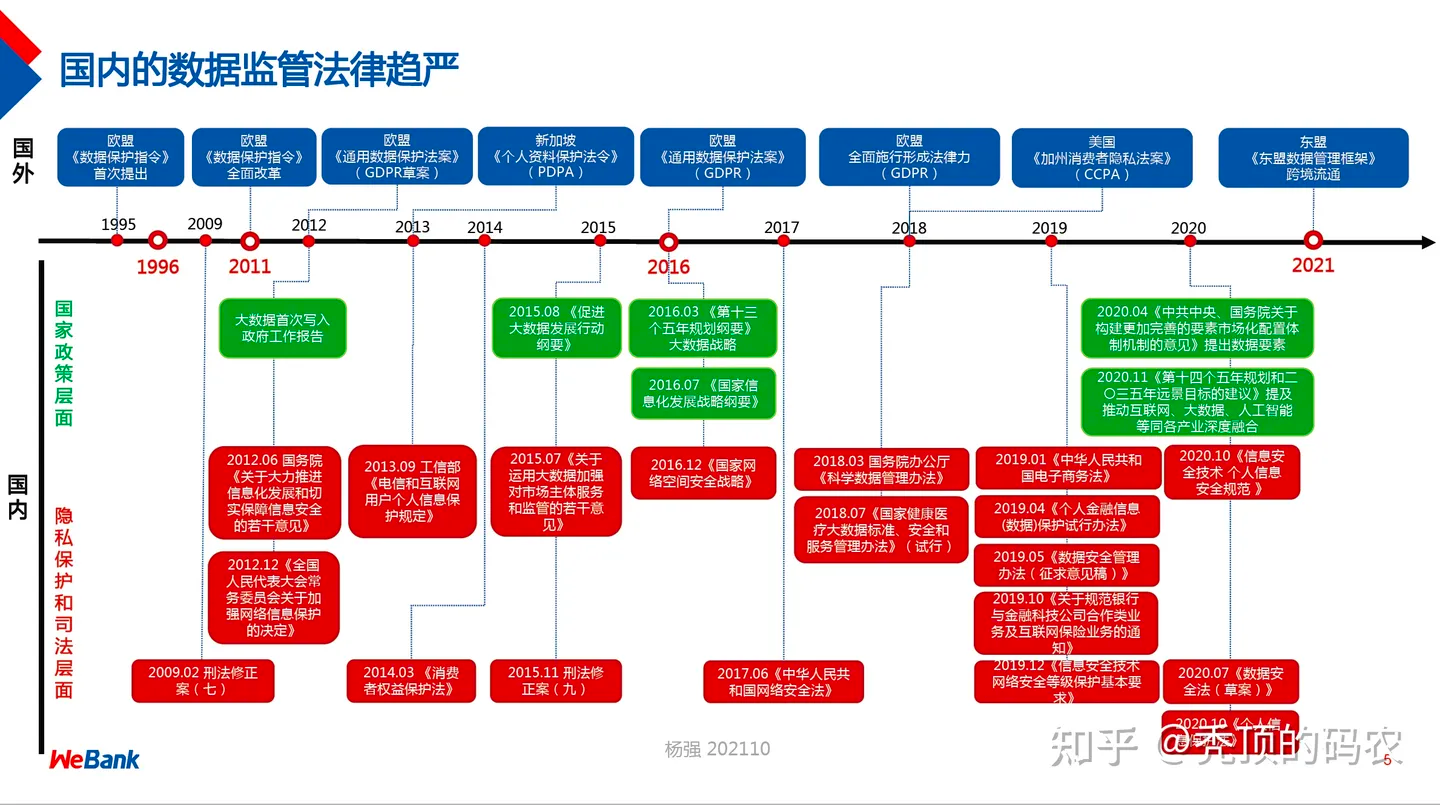 国内的数据监管法律趋严
国外
欧盟
《数据保护指令》
首次提出
欧盟
《数据保护指令》
全面改革
欧盟
《通用数据保护法案》
（GDPR草案）
新加坡
《个人资料保护法令》
（PDPA）
欧盟
《通用数据保护法案》
（GDPR）
欧盟
全面施行形成法律力
（GDPR）
美国
《加州消费者隐私法案》
（CCPA）
东盟
《东盟数据管理框架》
跨境流通
1995
1996
2009
2011
2012
2013
2014
2015
2016
2017
2018
2019
2020
2021
国内
国家政策层面
大数据首次写入
政府工作报告
2015.08 《促进
大数据发展行动
纲要》
2016.03 《第十三
个五年规划纲要》
大数据战略
2016.07 《国家信
息化发展战略纲要》
2020.04《中共中央、国务院关于
构建更加完善的要素市场化配置体
制机制的意见》提出数据要素
2020.11《第十四个五年规划和二
〇三五年远景目标的建议》提及
推动互联网、大数据、人工智能
等同各产业深度融合
隐私保护和司法层面
2012.06 国务院
《关于大力推进
信息化发展和切
实保障信息安全
的若干意见》
2012.12《全国
人民代表大会常
务委员会关于加
强网络信息保护
的决定》
2013.09 工信部
《电信和互联网
用户个人信息保
护规定》
2015.07《关于
运用大数据加强
对市场主体服务
和监管的若干意
见》
2016.12《国家网
络空间安全战略》
2018.03 国务院办公厅
《科学数据管理办法》
2018.07《国家健康医
疗大数据标准、安全和
服务管理办法》（试行）
2019.01《中华人民共和
国电子商务法》
2019.04《个人金融信息
(数据)保护试行办法》
2019.05《数据安全管理
办法（征求意见稿）》
2019.10《关于规范银行
与金融科技公司合作类业
务及互联网保险业务的通
知》
2019.12《信息安全技术
网络安全等级保护基本要
求》
2020.10《信息安
全技术 个人信息
安全规范 》
2020.07《数据安
全法（草案）》
2020.10《个人信
2009.02 刑法修正
案（七）
2014.03 《消费
者权益保护法》
2015.11 刑法修
正案（九）
2017.06《中华人民共
和国网络安全法》
WeBank
杨强 202110
知乎 @秃顶的码农
5